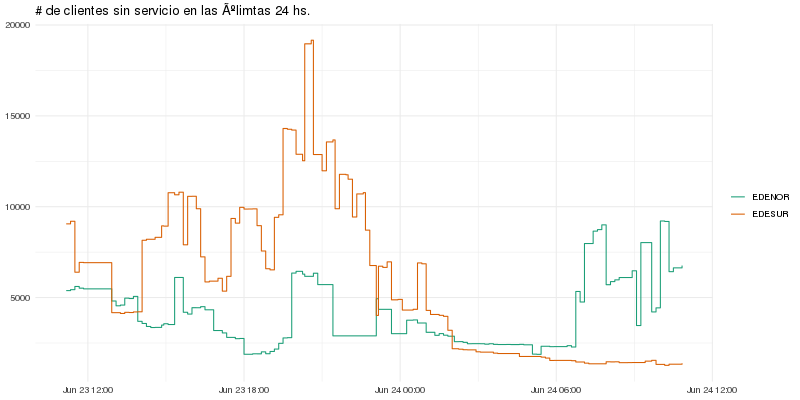 # de clientes sin servicio en las Ãºlimtas 24 hs.
20000
15000
10000
5000
EDENOR
EDESUR
Jun 23 12:00
Jun 23 18:00
Jun 24 00:00
Jun 24 06:00
Jun 24 12:00